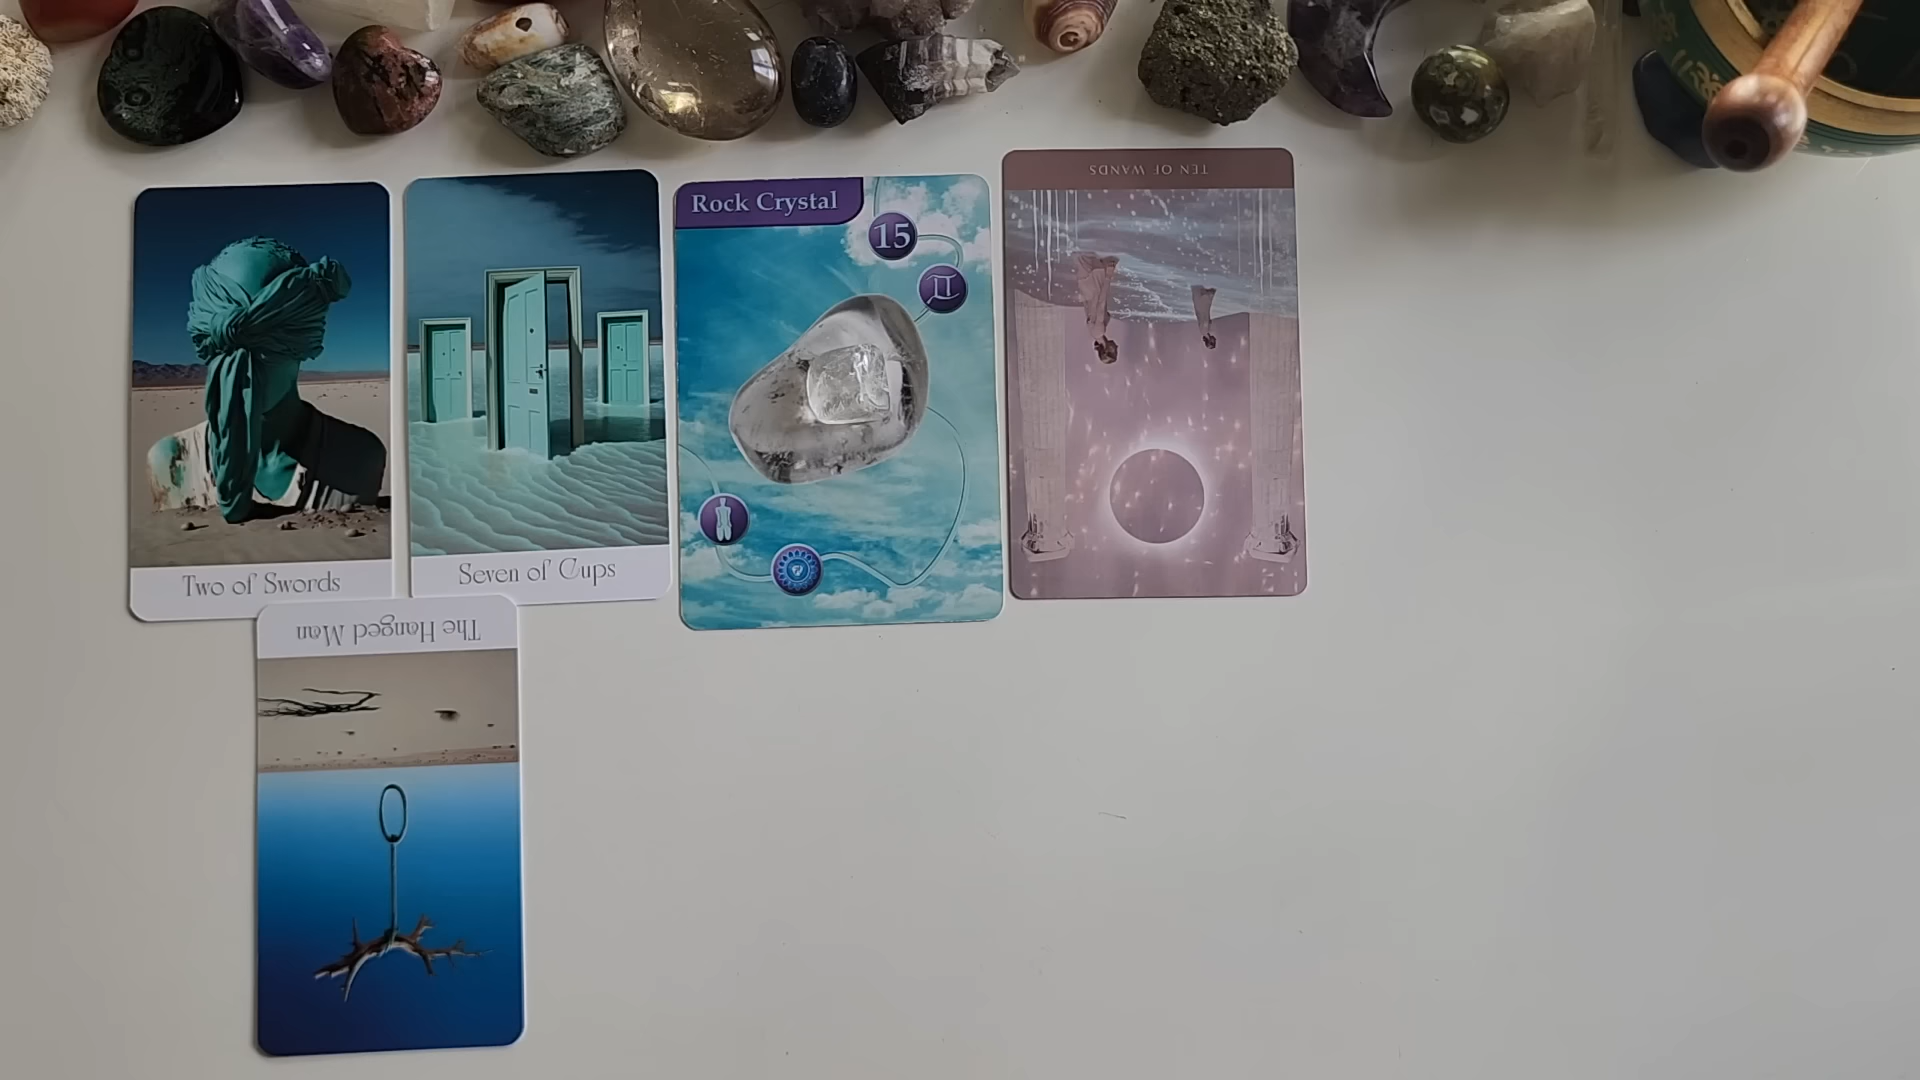 Rock Crystal
15
TEN OF WANDS
Two of Swords
Seven of Cups
The Hanged Man